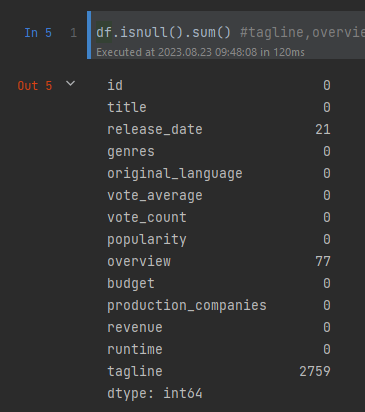 In 5 1 df.isnull().sum() #tagline,overvie
Executed at 2023.08.23 09:48:08 in 120ms
Out 5 id 0
title 0
release_date 21
genres 0
original_language 0
vote_average 0
vote_count 0
popularity 0
overview 77
budget 0
production_companies 0
revenue 0
runtime 0
tagline 2759
dtype: int64